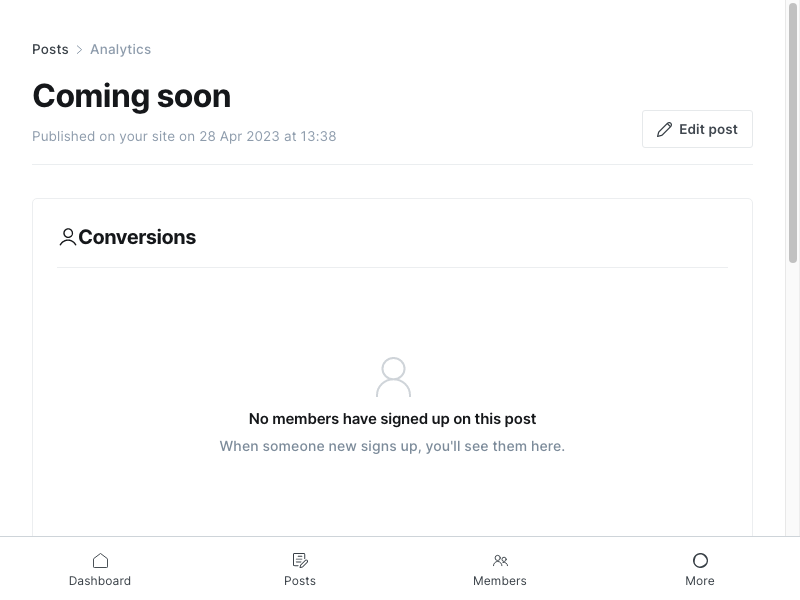 Posts > Analytics
Coming soon
Published on your site on 28 Apr 2023 at 13:38
Edit post
Conversions
No members have signed up on this post
When someone new signs up, you'll see them here.
Dashboard Posts Members More